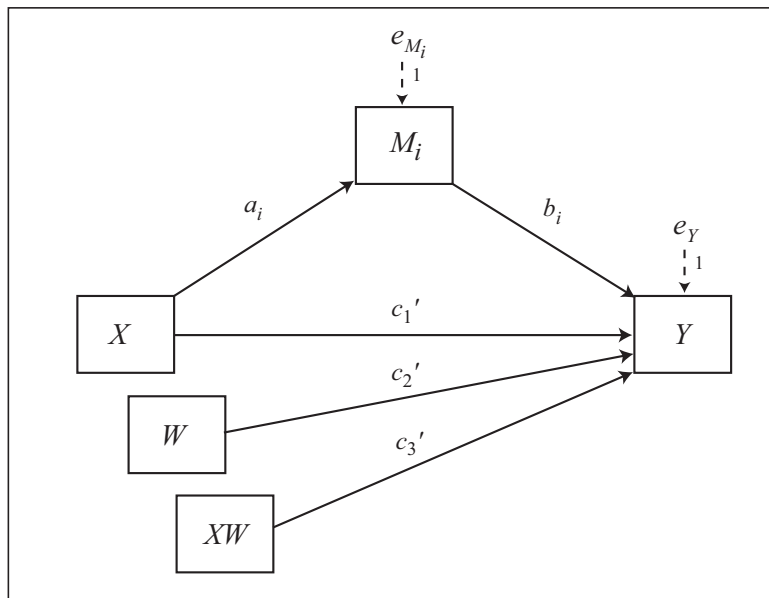 e_{M_i}
1
M_i
a_i
b_i
e_Y
1
X
c_1′
Y
c_2′
W
c_3′
XW